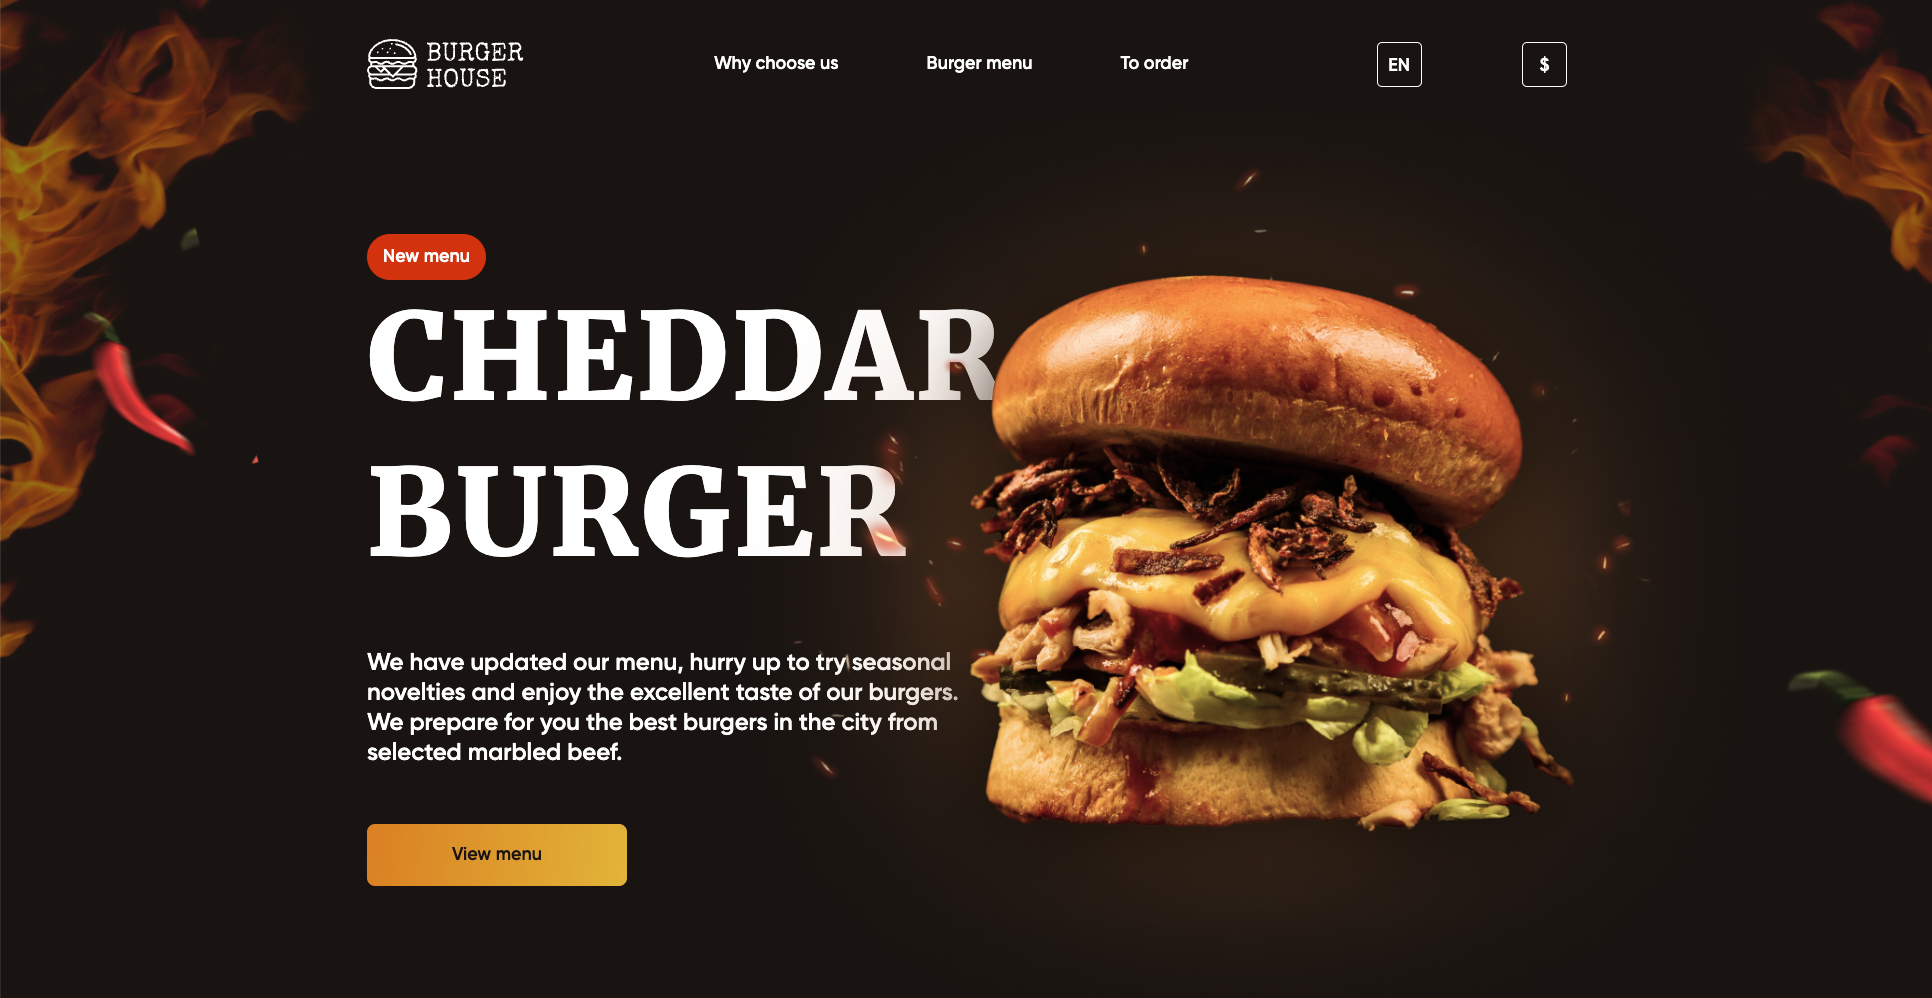 BURGER
HOUSE
Why choose us
Burger menu
To order
EN
$
New menu
CHEDDAR
BURGER
We have updated our menu, hurry up to try seasonal
novelties and enjoy the excellent taste of our burgers.
We prepare for you the best burgers in the city from
selected marbled beef.
View menu